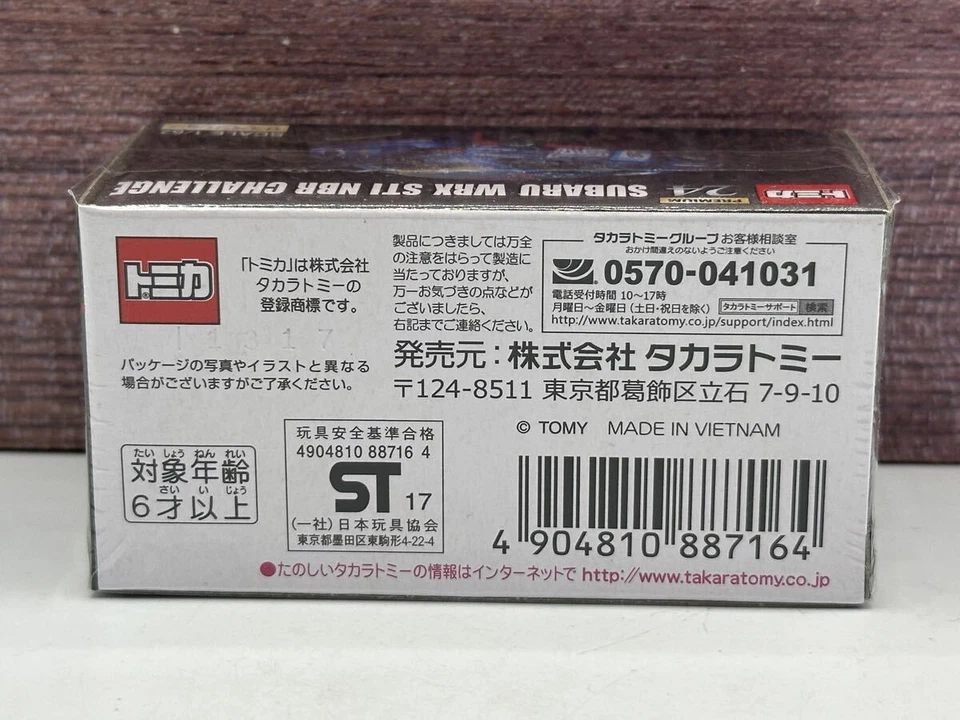 SUBARU WRX STI NBR CHALLENGE
24
PREMIUM
トミカ
トミカ®
「トミカ」は株式会社
タカラトミーの
登録商標です。
パッケージの写真やイラストと異なる
場合がございますがご了承ください。
製品につきましては万全
の注意をはらって製造に
当たっておりますが、
万一お気づきの点などが
ございましたら、
右記までご連絡ください。
タカラトミーグループ お客様相談室
おかけ間違えのないようご注意ください
0570-041031
電話受付時間 10〜17時
月曜日〜金曜日 (土・日・祝日を除く)
タカラトミーサポート 検索
http://www.takaratomy.co.jp/support/index.html
発売元:株式会社 タカラトミー
〒124-8511 東京都葛飾区立石 7-9-10
© TOMY MADE IN VIETNAM
たい しょう ねん れい
対象年齢
さい い じょう
6才以上
玩具安全基準合格
4904810 88716 4
ST 17
(一社)日本玩具協会
東京都墨田区東駒形4-22-4
4 904810 887164
●たのしいタカラトミーの情報はインターネットで http://www.takaratomy.co.jp